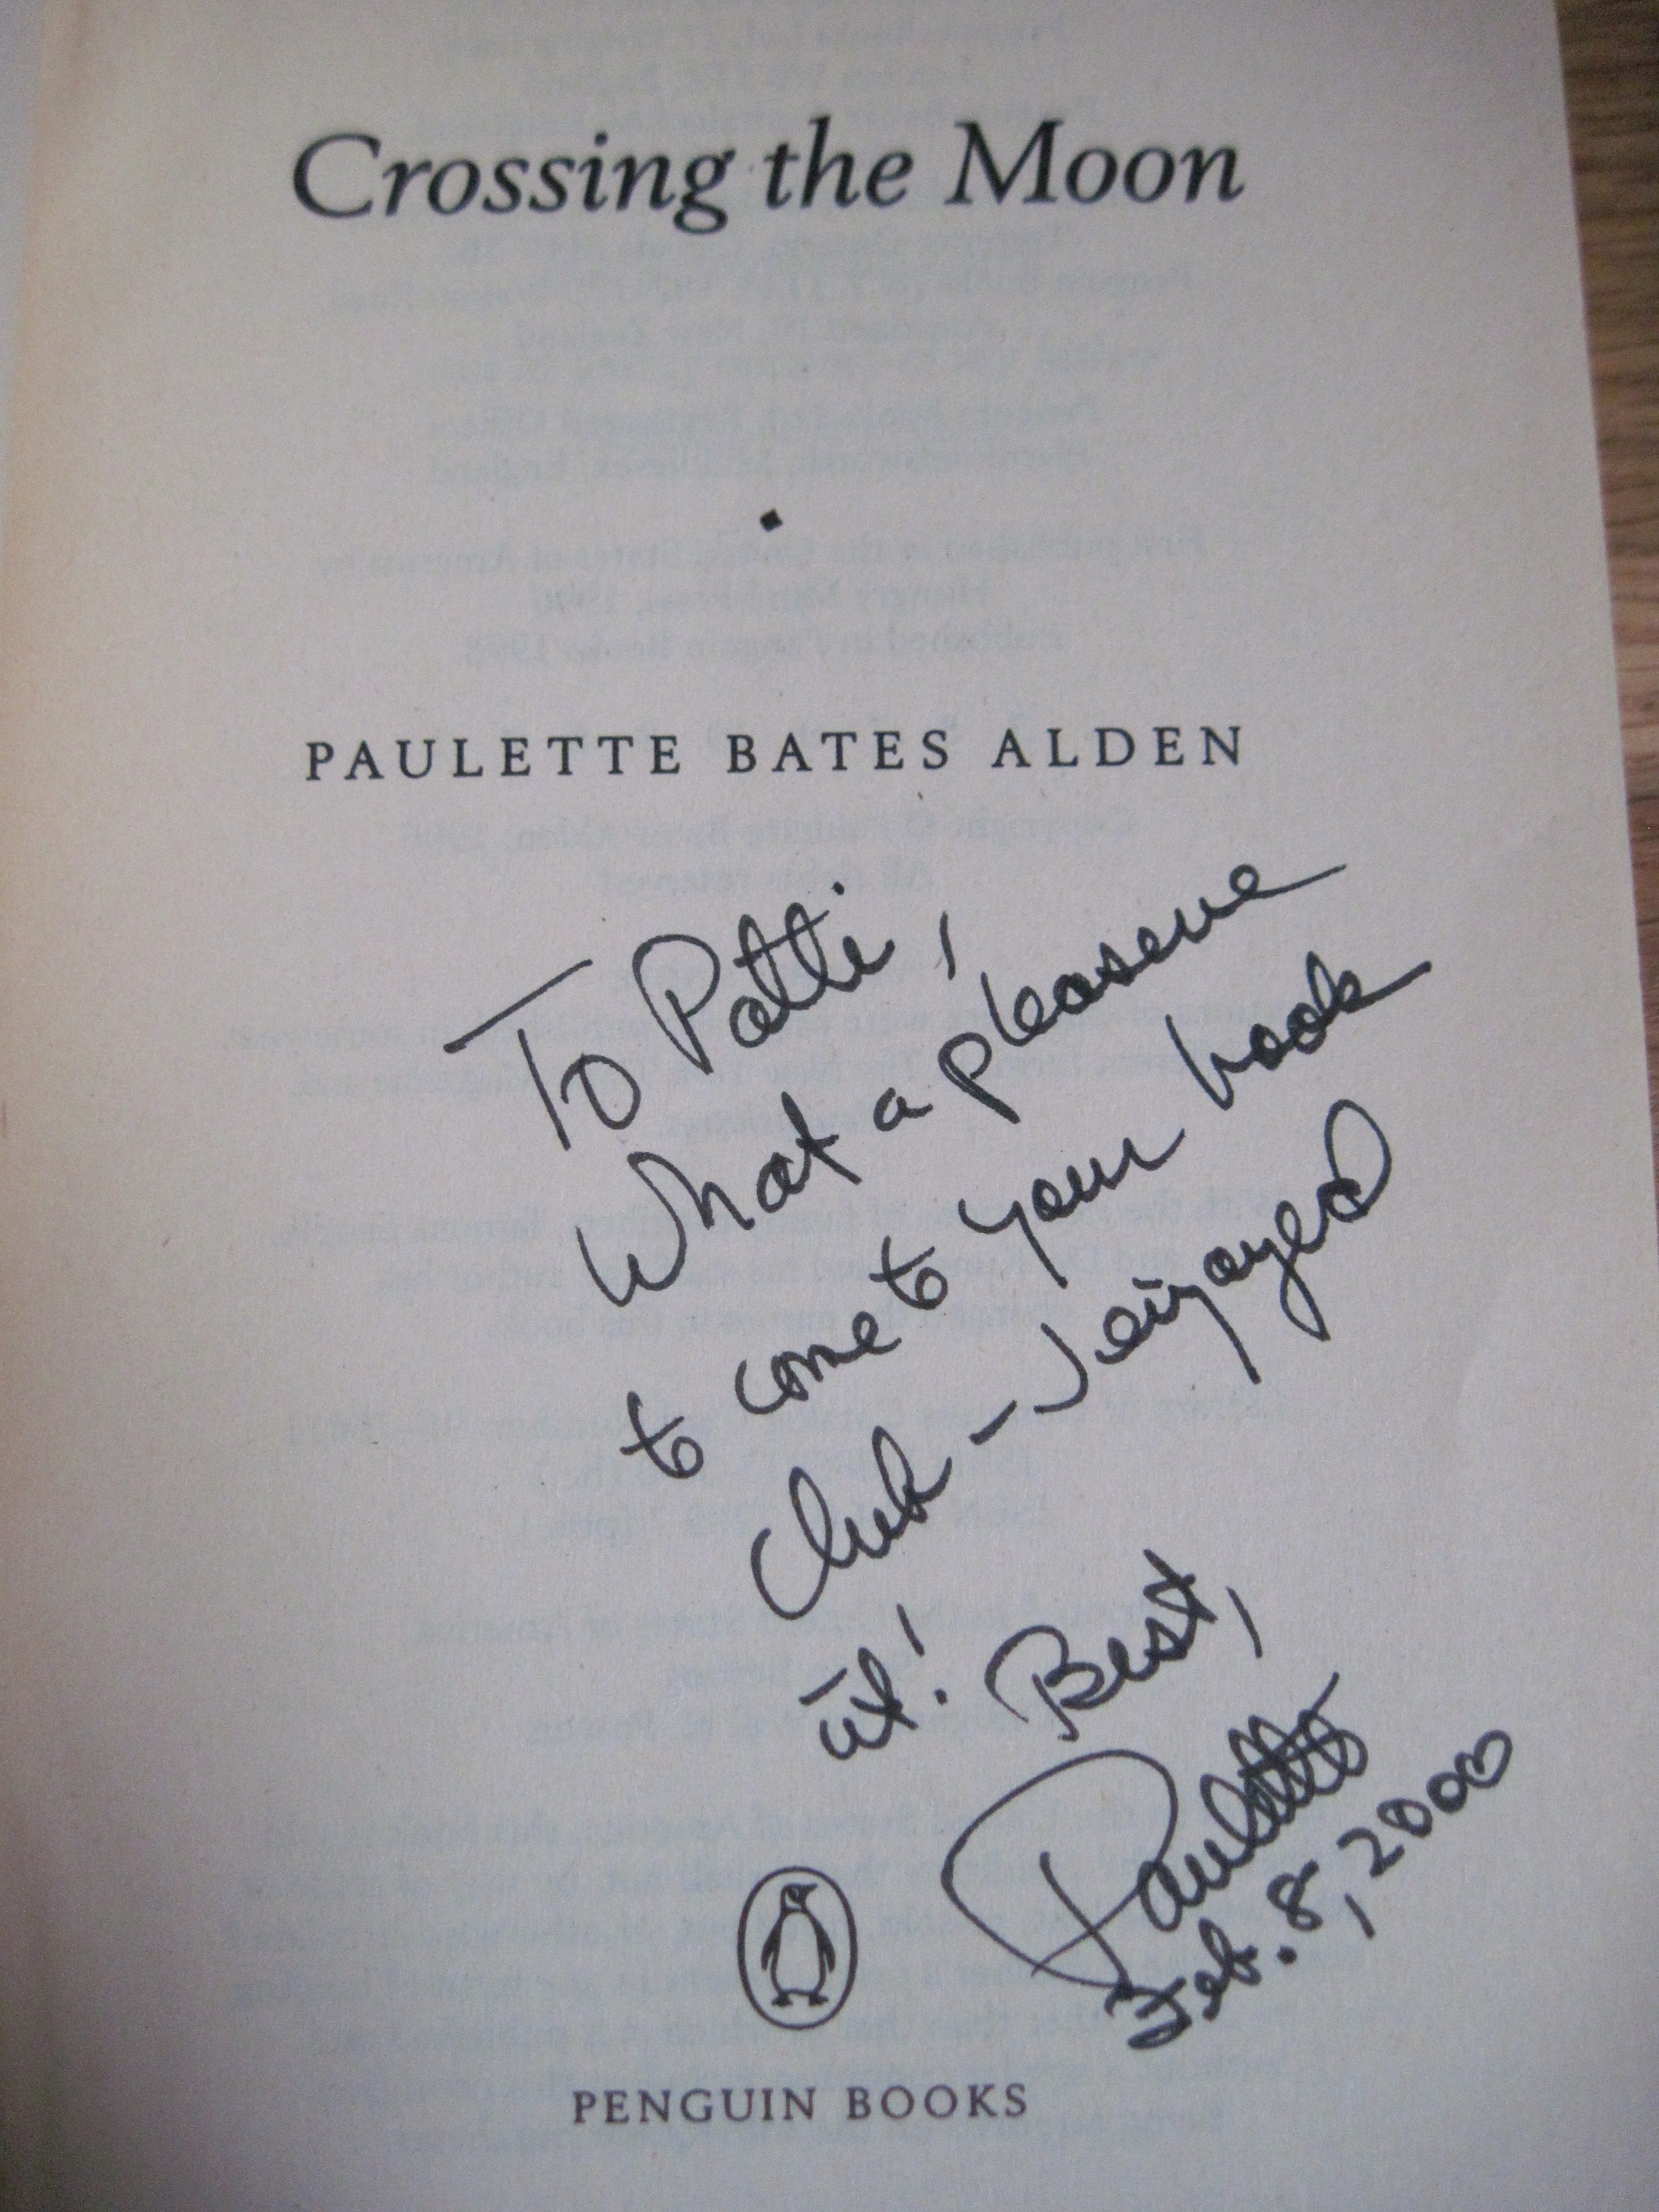 Crossing the Moon
PAULETTE BATES ALDEN
To Patti,
What a pleasure
to come to your book
club – I enjoyed
it! Best,
Paulette
Feb. 8, 2000
PENGUIN BOOKS